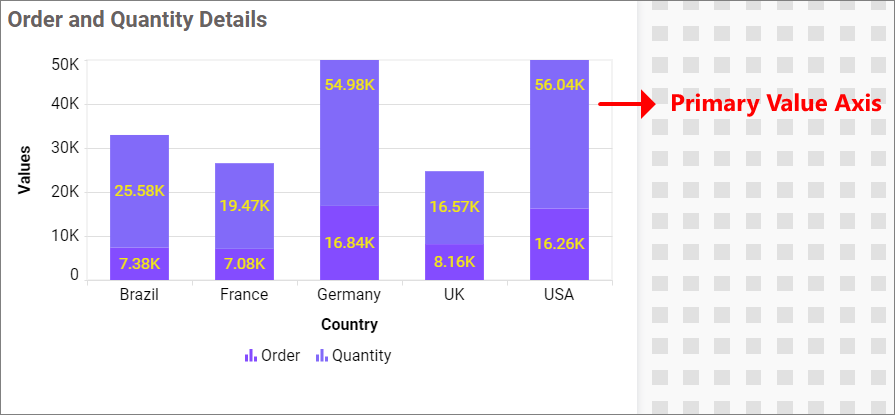 Order and Quantity Details
50K
54.98K
56.04K
40K
Primary Value Axis
30K
Values
20K
25.58K
19.47K
16.57K
10K
16.84K
16.26K
7.38K
7.08K
8.16K
0
Brazil France Germany UK USA
Country
Order Quantity